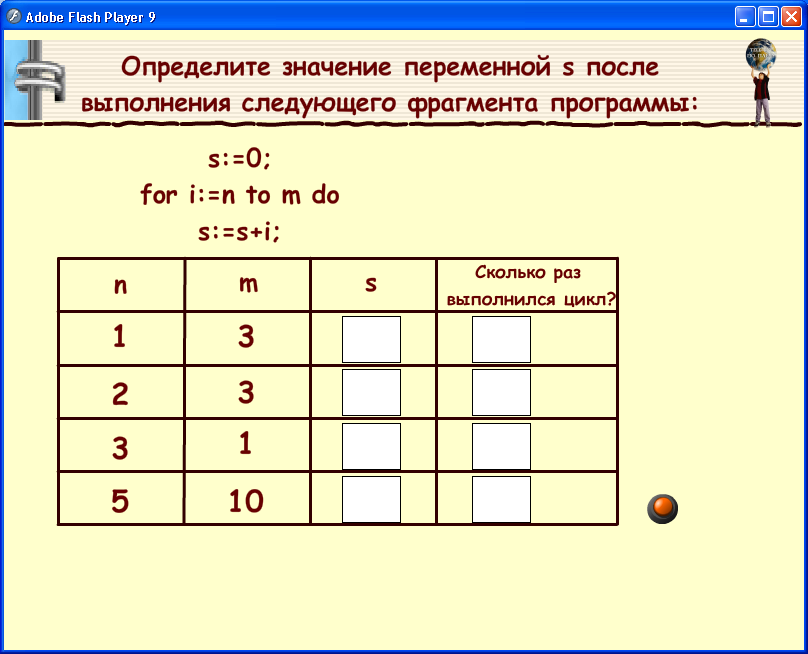 Adobe Flash Player 9
Определите значение переменной s после
выполнения следующего фрагмента программы:
s:=0;
for i:=n to m do
s:=s+i;
n m s Сколько раз
выполнился цикл?
1 3
2 3
3 1
5 10